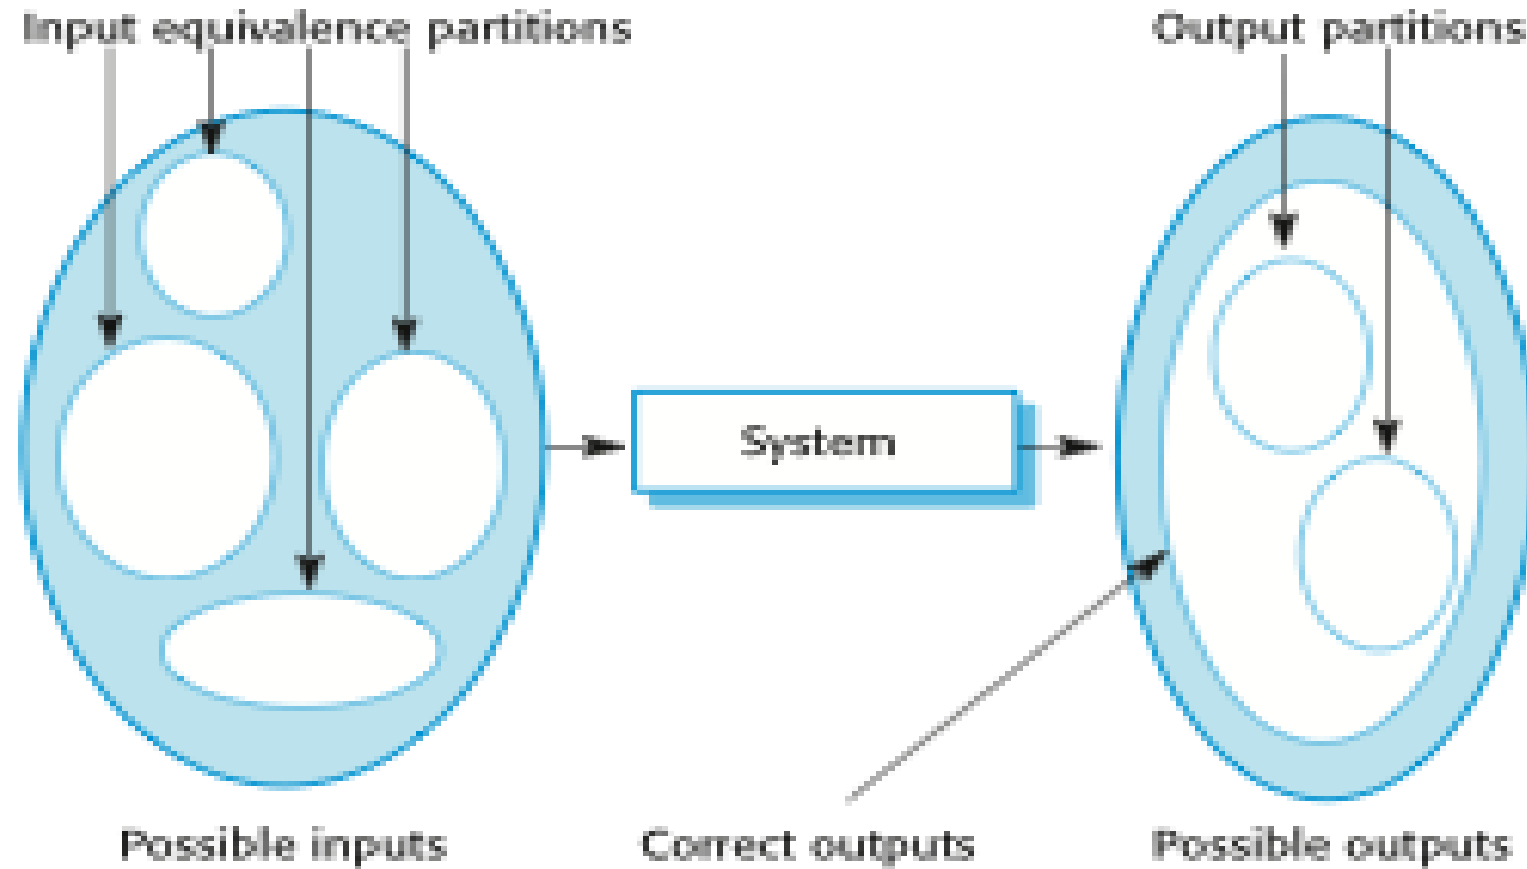 Input equivalence partitions
Output partitions
System
Possible inputs
Correct outputs
Possible outputs